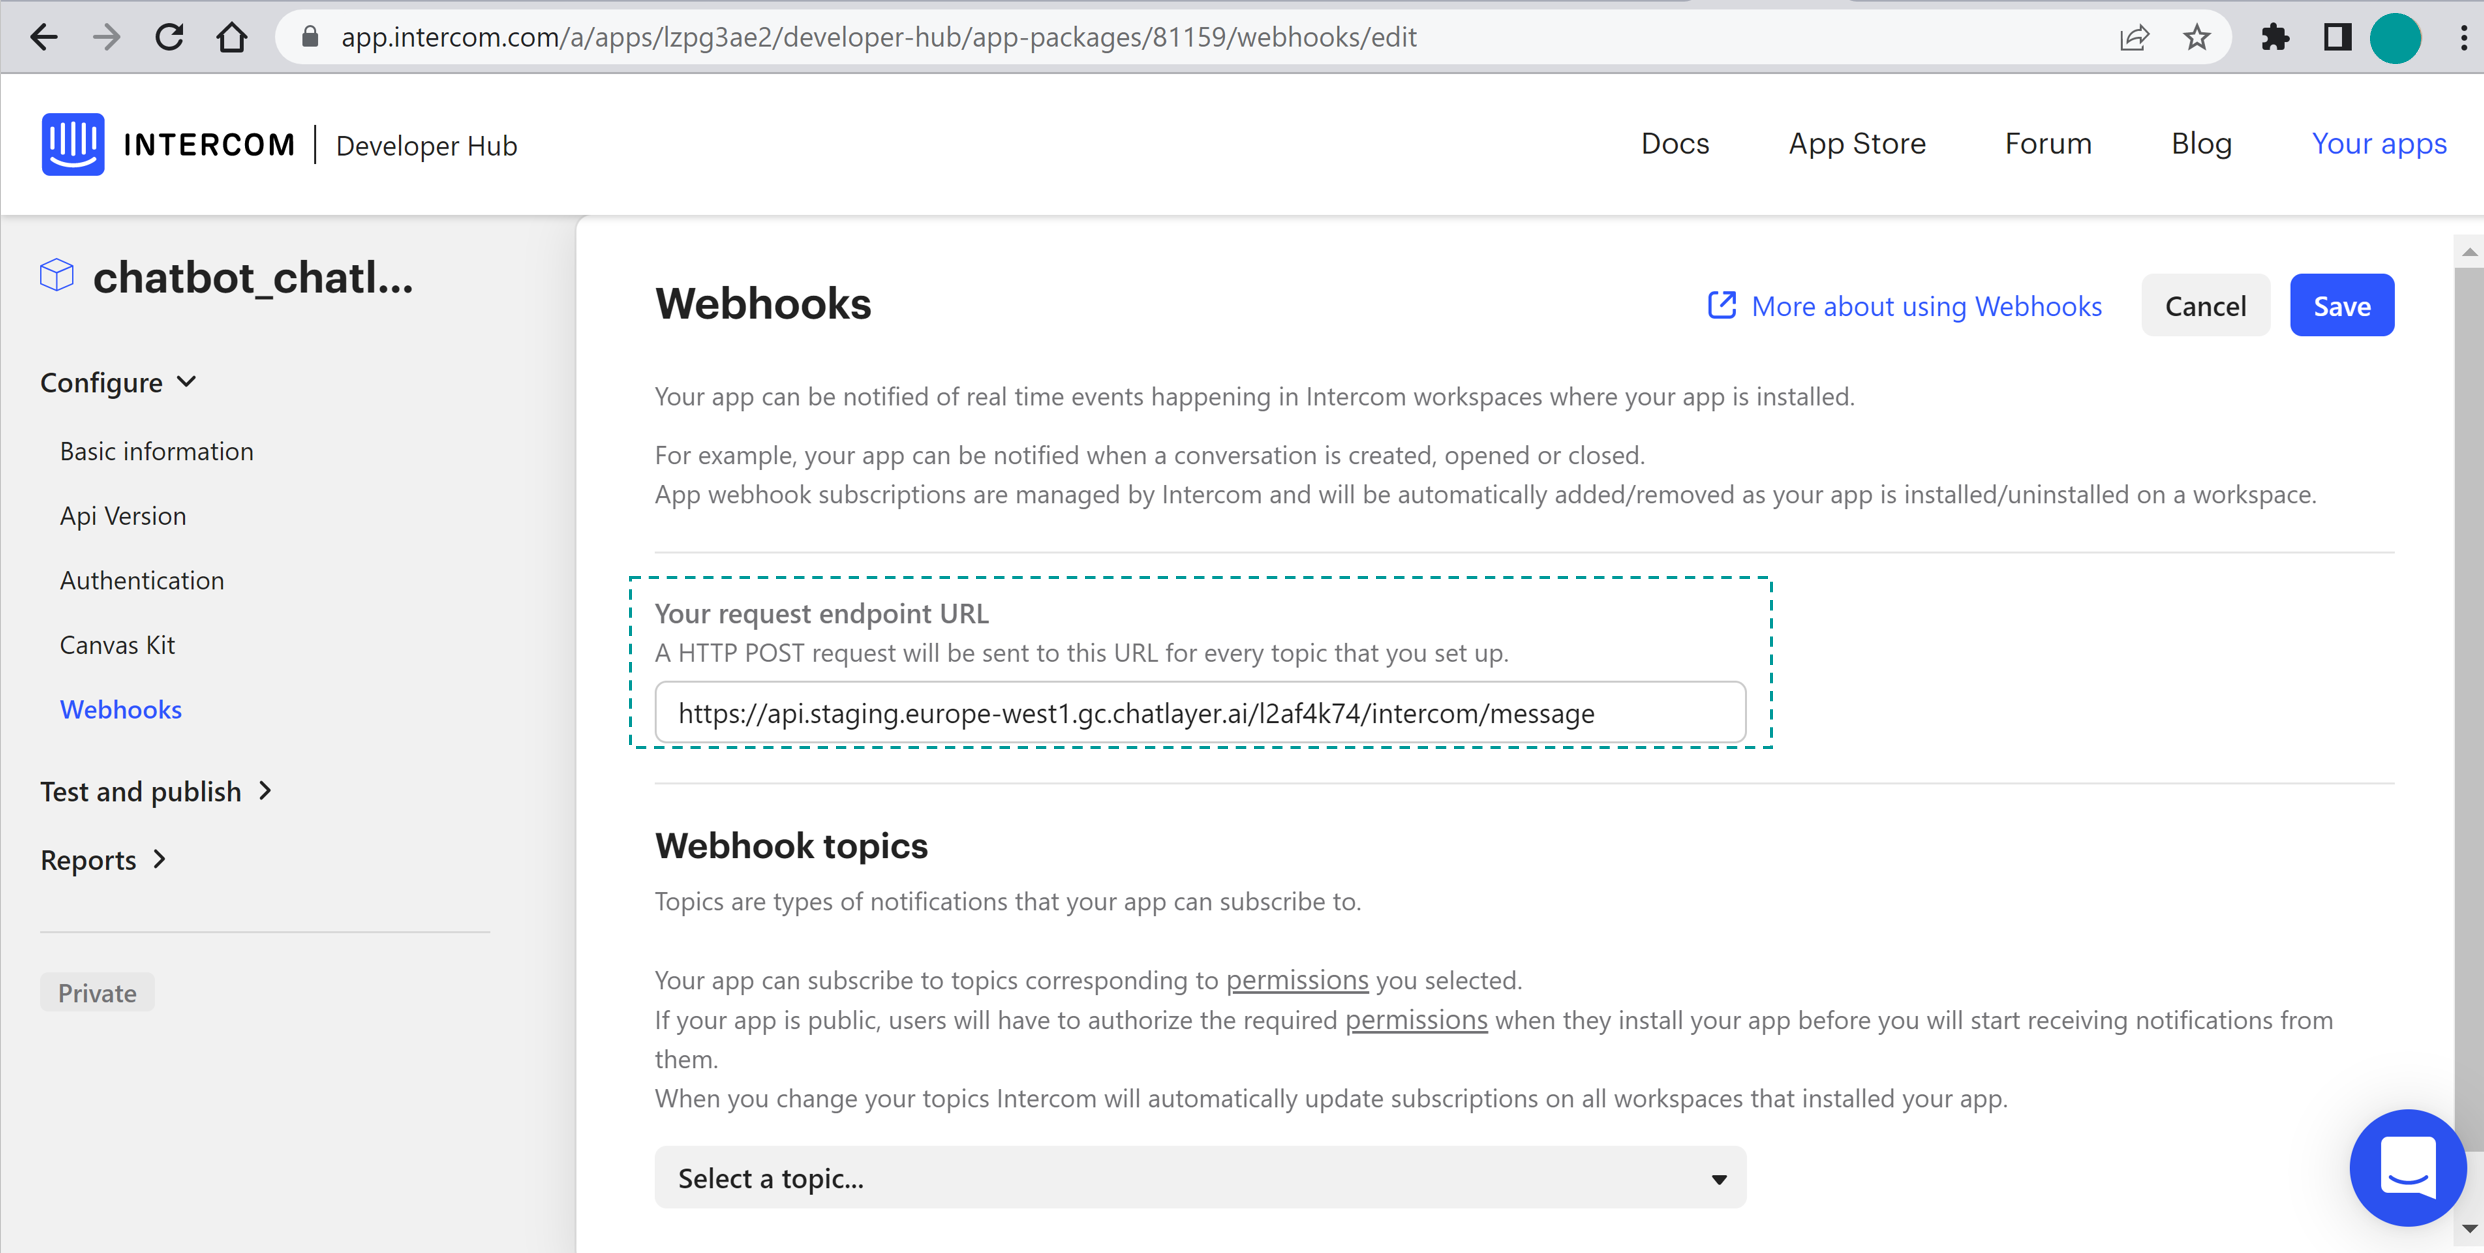 app.intercom.com/a/apps/lzpg3ae2/developer-hub/app-packages/81159/webhooks/edit
INTERCOM | Developer Hub
Docs
App Store
Forum
Blog
Your apps
chatbot_chatl...
Configure
Basic information
Api Version
Authentication
Canvas Kit
Webhooks
Test and publish
Reports
Private
Webhooks
More about using Webhooks
Cancel
Save
Your app can be notified of real time events happening in Intercom workspaces where your app is installed.
For example, your app can be notified when a conversation is created, opened or closed.
App webhook subscriptions are managed by Intercom and will be automatically added/removed as your app is installed/uninstalled on a workspace.
Your request endpoint URL
A HTTP POST request will be sent to this URL for every topic that you set up.
https://api.staging.europe-west1.gc.chatlayer.ai/l2af4k74/intercom/message
Webhook topics
Topics are types of notifications that your app can subscribe to.
Your app can subscribe to topics corresponding to permissions you selected.
If your app is public, users will have to authorize the required permissions when they install your app before you will start receiving notifications from
them.
When you change your topics Intercom will automatically update subscriptions on all workspaces that installed your app.
Select a topic...